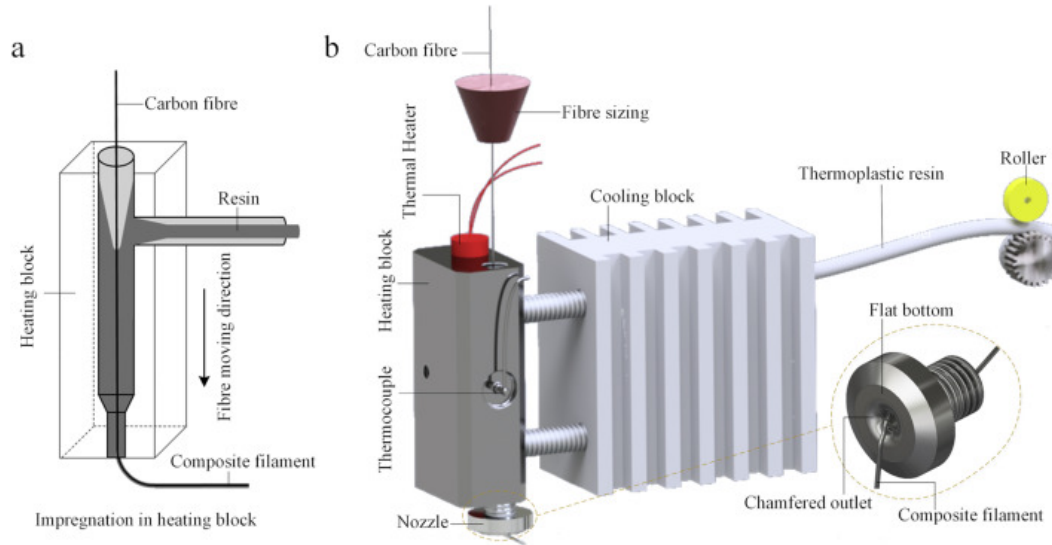 a
Carbon fibre
Resin
Heating block
Fibre moving direction
Composite filament
Impregnation in heating block
b
Carbon fibre
Fibre sizing
Thermal Heater
Cooling block
Thermoplastic resin
Roller
Heating block
Thermocouple
Flat bottom
Nozzle
Chamfered outlet
Composite filament